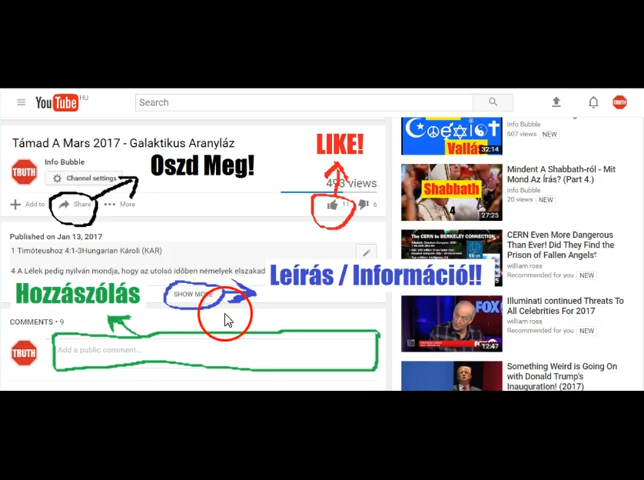 YouTube HU
Search
TRUTH
Támad A Mars 2017 - Galaktikus Aranyláz
Info Bubble
TRUTH
Channel settings
Oszd Meg!
LIKE!
493 views
Add to
Share
More
11
6
Published on Jan 13, 2017
1 Timóteushoz 4:1-3Hungarian Károli (KAR)
4 A Lélek pedig nyilván mondja, hogy az utolsó időben némelyek elszakad
Leírás / Információ!!
SHOW MORE
Hozzászólás
COMMENTS • 9
TRUTH
Add a public comment...
COEXIST
Vallás
32:14
Info Bubble
607 views NEW
Shabbath
27:25
Mindent A Shabbath-ról - Mit
Mond Az Írás? (Part 4.)
Info Bubble
20 views NEW
THE CERN TO BERKELEY CONNECTION
CERN Even More Dangerous
Than Ever! Did They Find the
Prison of Fallen Angels"
william ross
Recommended for you NEW
FOX
12:47
Illuminati continued Threats To
All Celebrities For 2017
william ross
Recommended for you NEW
Something Weird is Going On
with Donald Trump's
Inauguration! (2017)